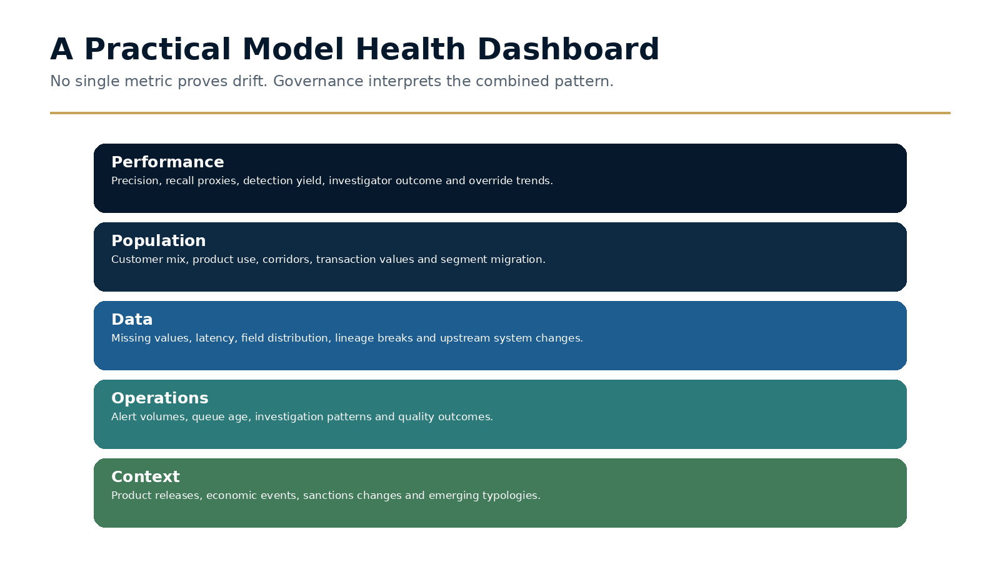 A Practical Model Health Dashboard
No single metric proves drift. Governance interprets the combined pattern.
Performance
Precision, recall proxies, detection yield, investigator outcome and override trends.
Population
Customer mix, product use, corridors, transaction values and segment migration.
Data
Missing values, latency, field distribution, lineage breaks and upstream system changes.
Operations
Alert volumes, queue age, investigation patterns and quality outcomes.
Context
Product releases, economic events, sanctions changes and emerging typologies.